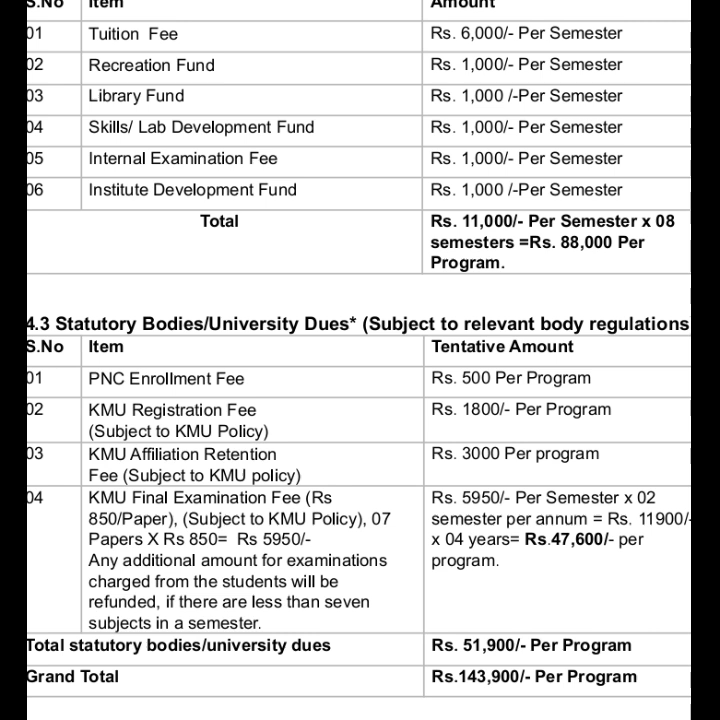 S.No Item Amount
01 Tuition Fee Rs. 6,000/- Per Semester
02 Recreation Fund Rs. 1,000/- Per Semester
03 Library Fund Rs. 1,000 /-Per Semester
04 Skills/ Lab Development Fund Rs. 1,000/- Per Semester
05 Internal Examination Fee Rs. 1,000/- Per Semester
06 Institute Development Fund Rs. 1,000 /-Per Semester
Total Rs. 11,000/- Per Semester x 08
semesters =Rs. 88,000 Per
Program.
4.3 Statutory Bodies/University Dues* (Subject to relevant body regulations
S.No Item Tentative Amount
01 PNC Enrollment Fee Rs. 500 Per Program
02 KMU Registration Fee Rs. 1800/- Per Program
(Subject to KMU Policy)
03 KMU Affiliation Retention Rs. 3000 Per program
Fee (Subject to KMU policy)
04 KMU Final Examination Fee (Rs Rs. 5950/- Per Semester x 02
850/Paper), (Subject to KMU Policy), 07 semester per annum = Rs. 11900/-
Papers X Rs 850= Rs 5950/- x 04 years= Rs.47,600/- per
Any additional amount for examinations program.
charged from the students will be
refunded, if there are less than seven
subjects in a semester.
Total statutory bodies/university dues Rs. 51,900/- Per Program
Grand Total Rs.143,900/- Per Program